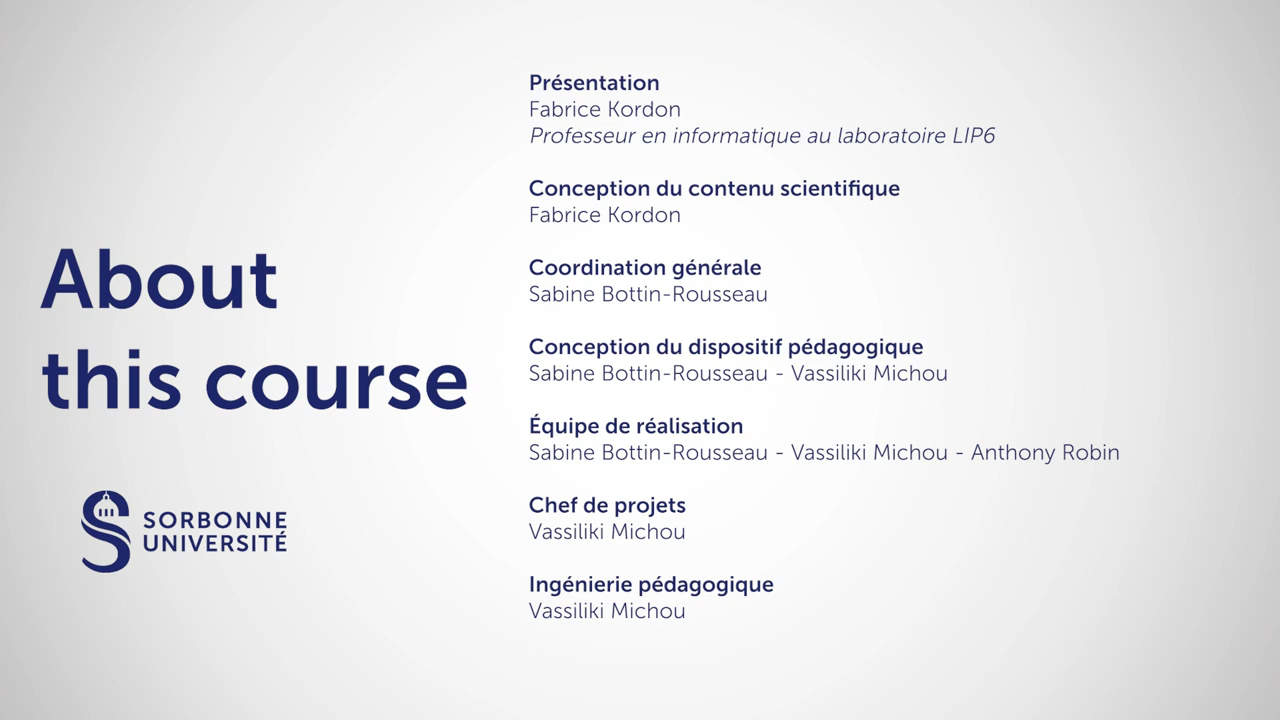 About
this course
SORBONNE
UNIVERSITÉ
Présentation
Fabrice Kordon
Professeur en informatique au laboratoire LIP6
Conception du contenu scientifique
Fabrice Kordon
Coordination générale
Sabine Bottin-Rousseau
Conception du dispositif pédagogique
Sabine Bottin-Rousseau - Vassiliki Michou
Équipe de réalisation
Sabine Bottin-Rousseau - Vassiliki Michou - Anthony Robin
Chef de projets
Vassiliki Michou
Ingénierie pédagogique
Vassiliki Michou